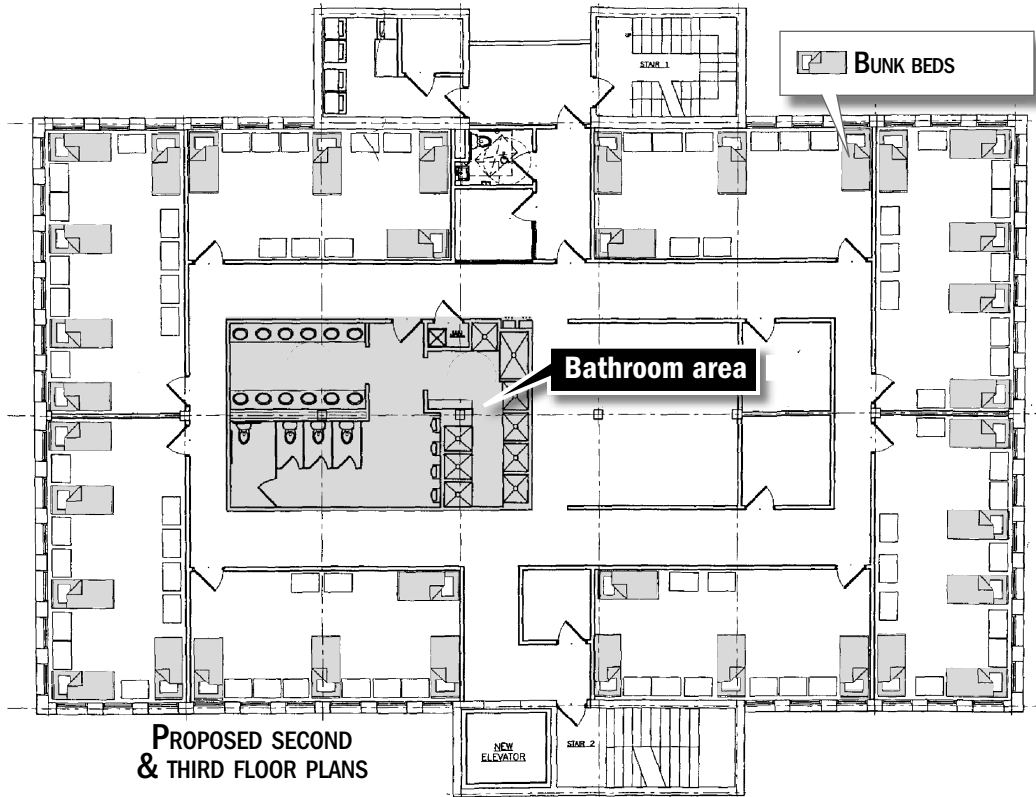 STAIR 1
BUNK BEDS
Bathroom area
PROPOSED SECOND
& THIRD FLOOR PLANS
NEW
ELEVATOR
STAIR 2